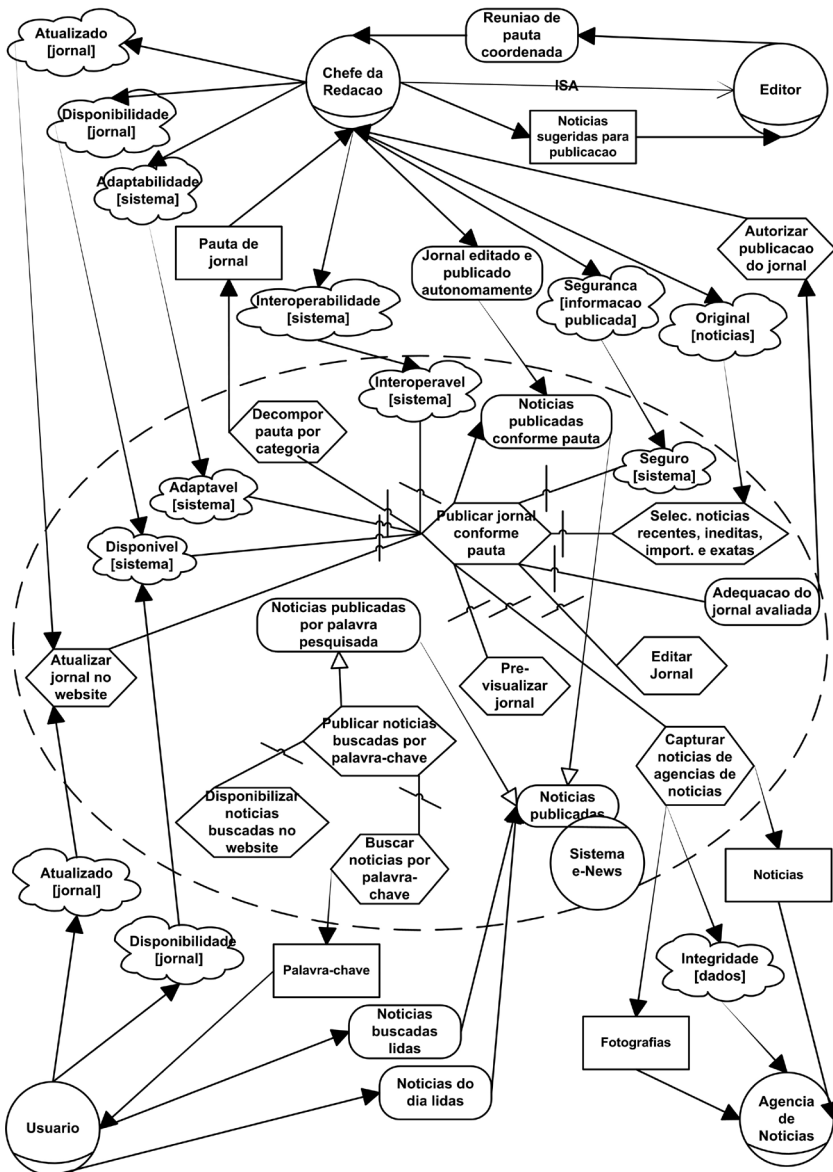 Atualizado
[jornal]
Reuniao de
pauta
coordenada
Chefe da
Redacao
ISA
Editor
Disponibilidade
[jornal]
Noticias
sugeridas para
publicacao
Adaptabilidade
[sistema]
Pauta de
jornal
Autorizar
publicacao
do jornal
Jornal editado e
publicado
autonomamente
Seguranca
[informacao
publicada]
Interoperabilidade
[sistema]
Original
[noticias]
Interoperavel
[sistema]
Decompor
pauta por
categoria
Noticias
publicadas
conforme pauta
Seguro
[sistema]
Adaptavel
[sistema]
Publicar jornal
conforme
pauta
Selec. noticias
recentes, ineditas,
import. e exatas
Disponivel
[sistema]
Adequacao do
jornal avaliada
Noticias publicadas
por palavra
pesquisada
Atualizar
jornal no
website
Pre-
visualizar
jornal
Editar
Jornal
Publicar noticias
buscadas por
palavra-chave
Capturar
noticias de
agencias de
noticias
Disponibilizar
noticias
buscadas no
website
Noticias
publicadas
Buscar
noticias por
palavra-
chave
Sistema
e-News
Noticias
Atualizado
[jornal]
Disponibilidade
[jornal]
Palavra-chave
Integridade
[dados]
Noticias
buscadas
lidas
Fotografias
Noticias do
dia lidas
Usuario
Agencia
de
Noticias